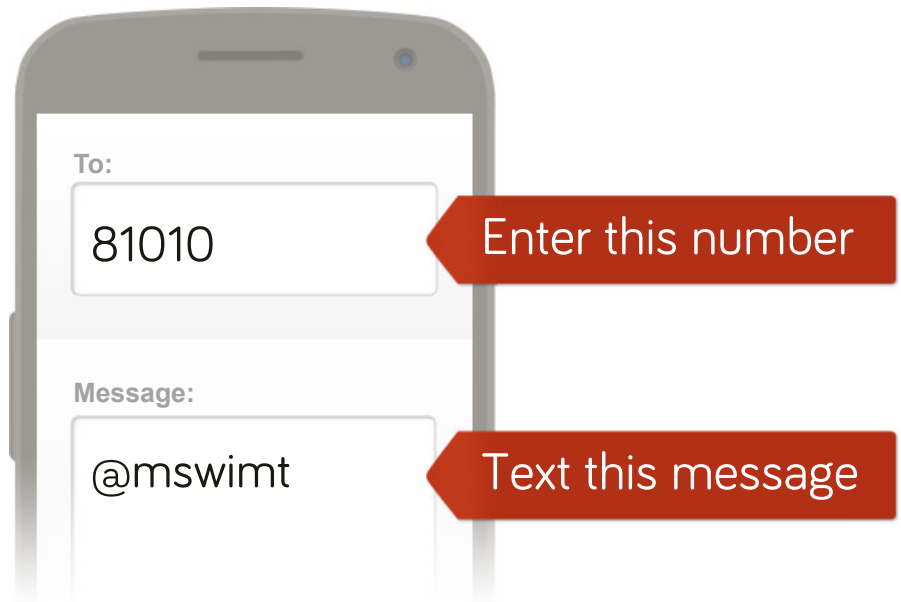 To:
81010
Enter this number
Message:
@mswimt
Text this message